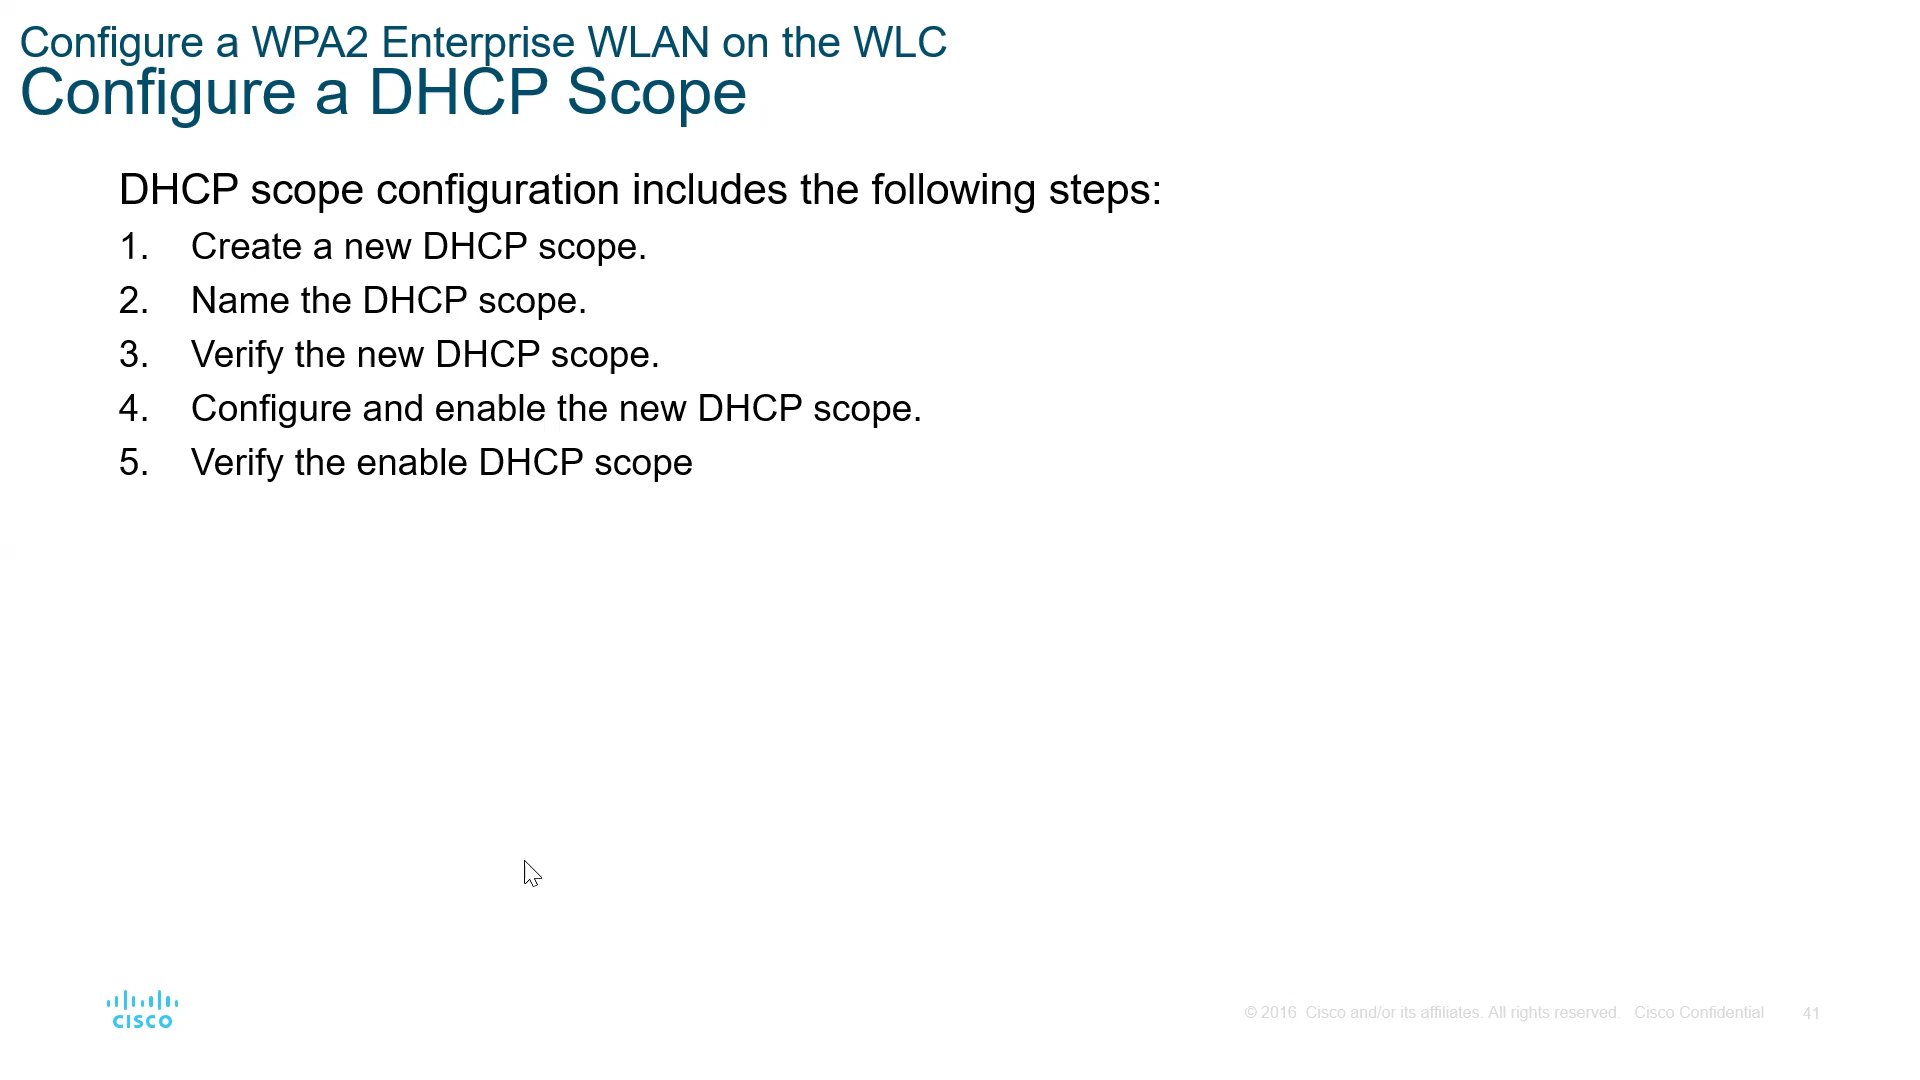 Configure a WPA2 Enterprise WLAN on the WLC
Configure a DHCP Scope
DHCP scope configuration includes the following steps:
1. Create a new DHCP scope.
2. Name the DHCP scope.
3. Verify the new DHCP scope.
4. Configure and enable the new DHCP scope.
5. Verify the enable DHCP scope
CISCO
© 2016 Cisco and/or its affiliates. All rights reserved. Cisco Confidential 41